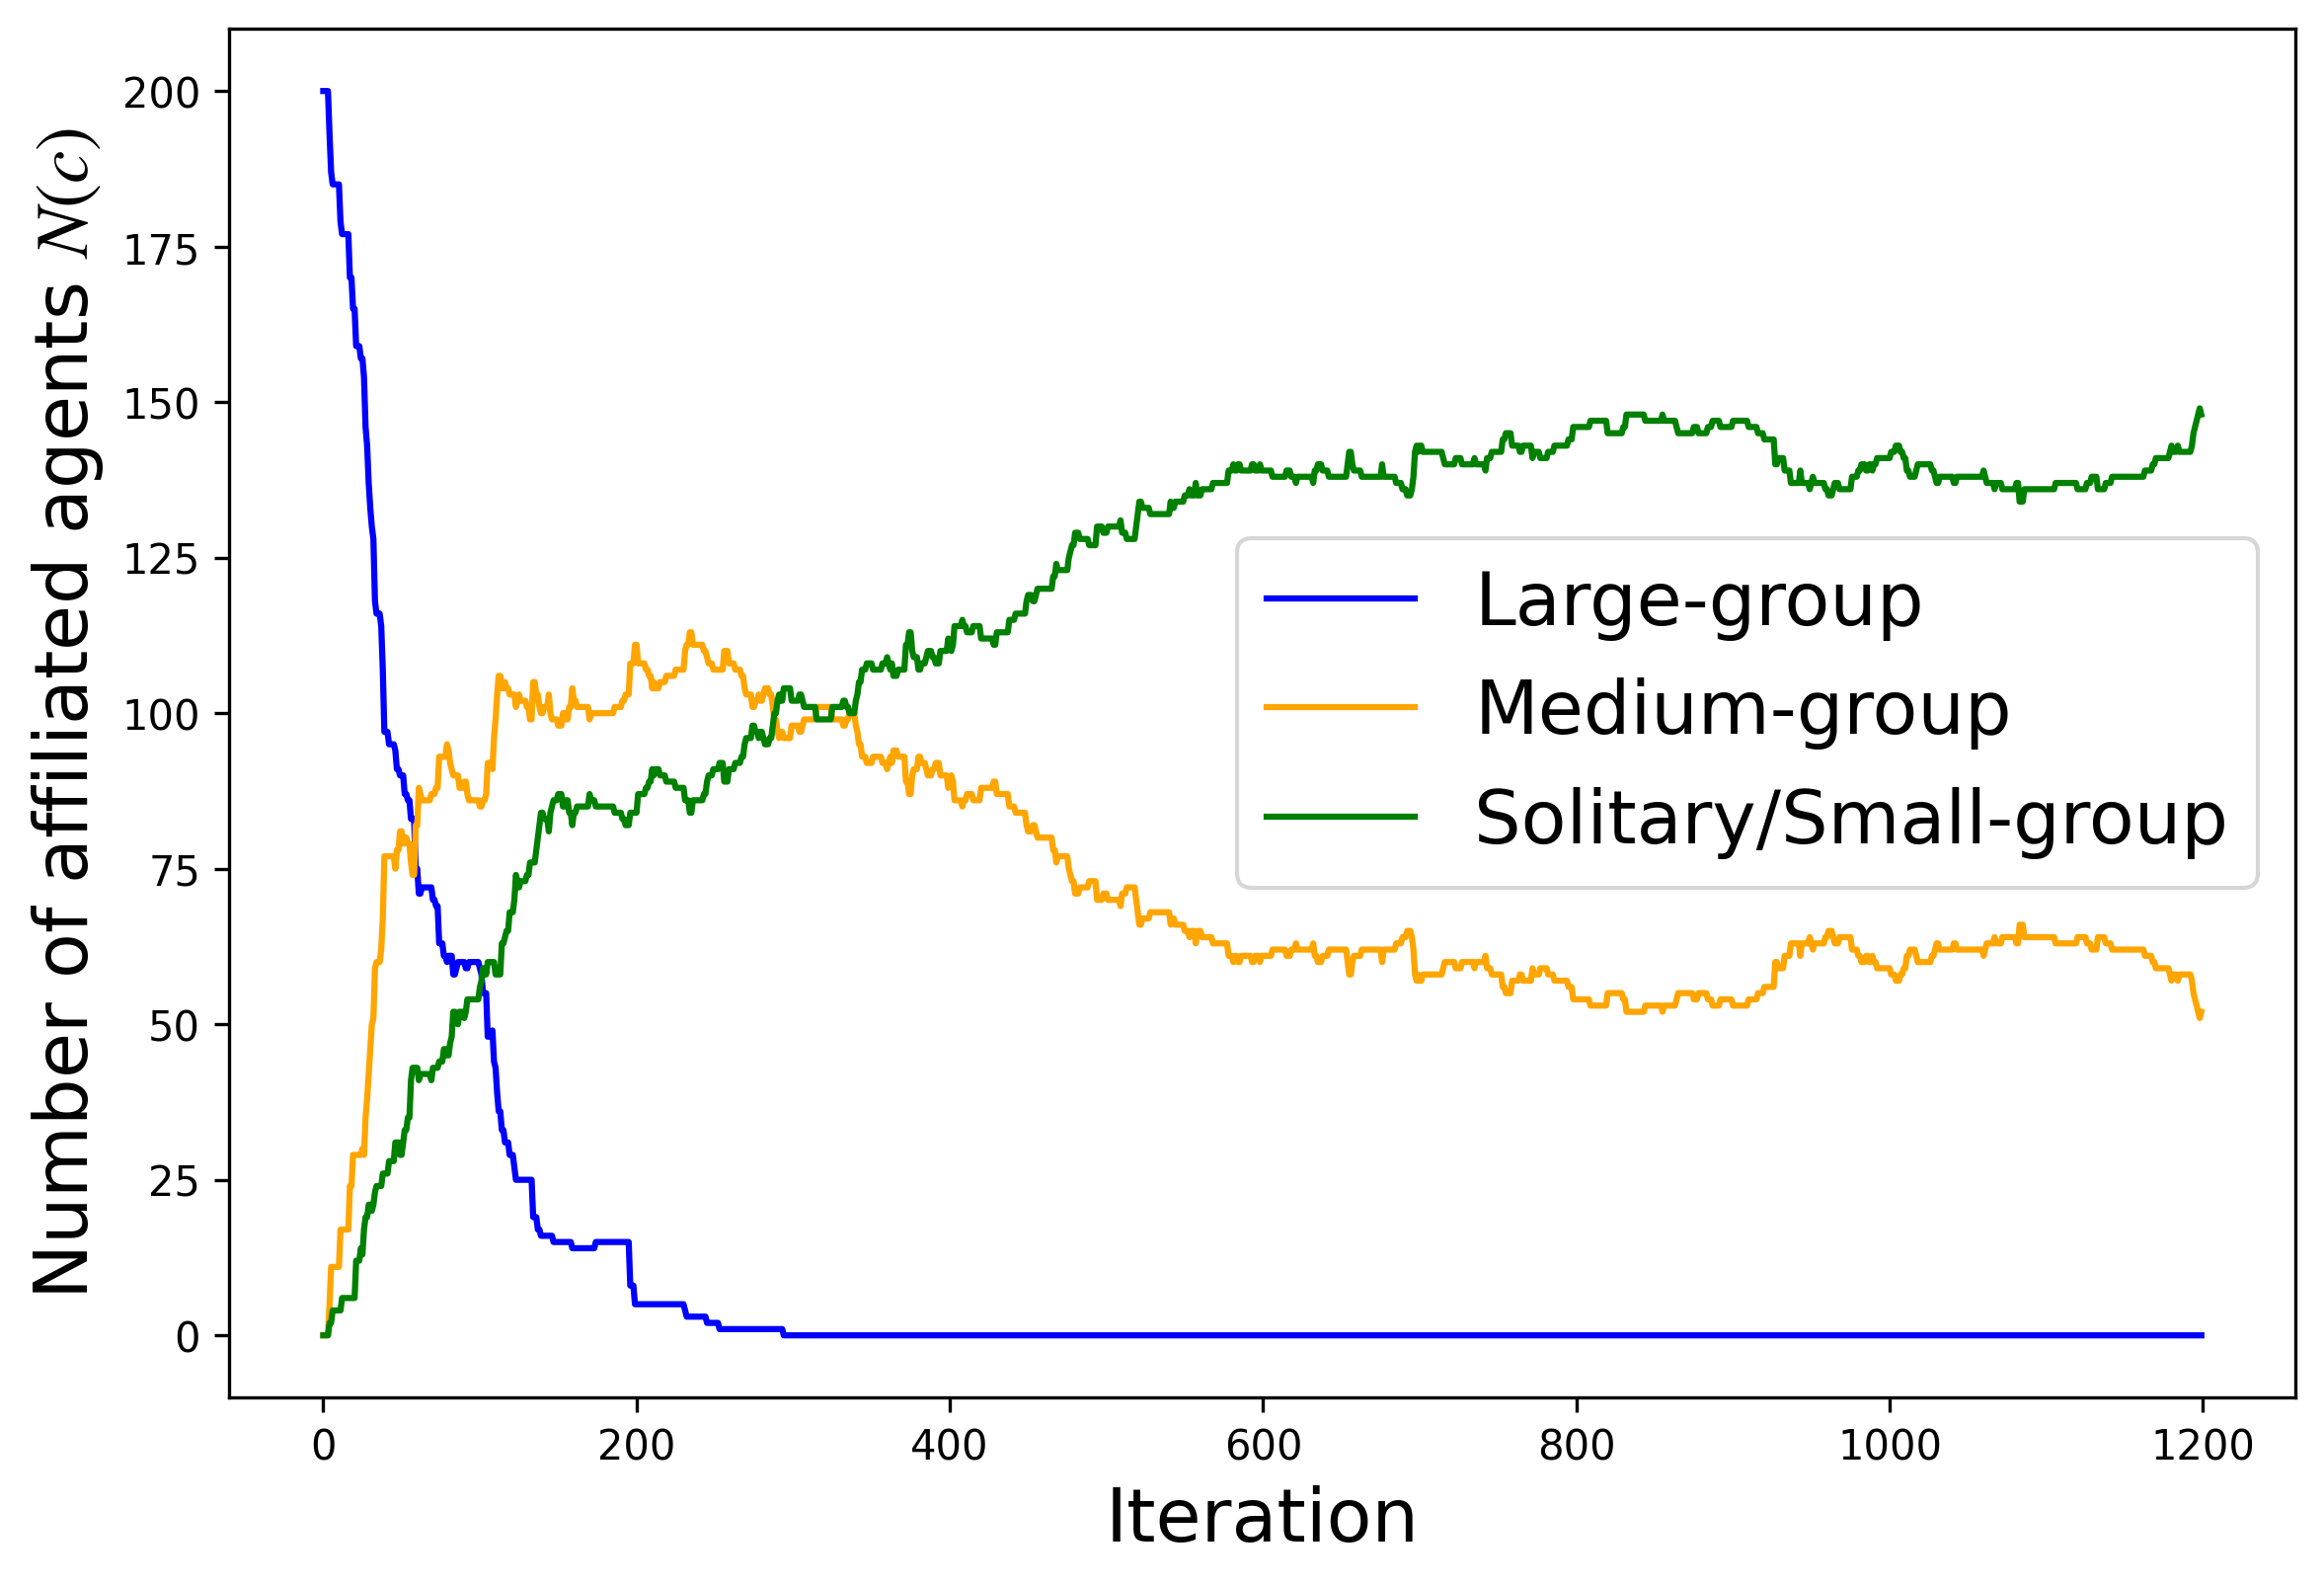 Number of affiliated agents N(c)
200
175
150
125
100
75
50
25
0
Large-group
Medium-group
Solitary/Small-group
0 200 400 600 800 1000 1200
Iteration